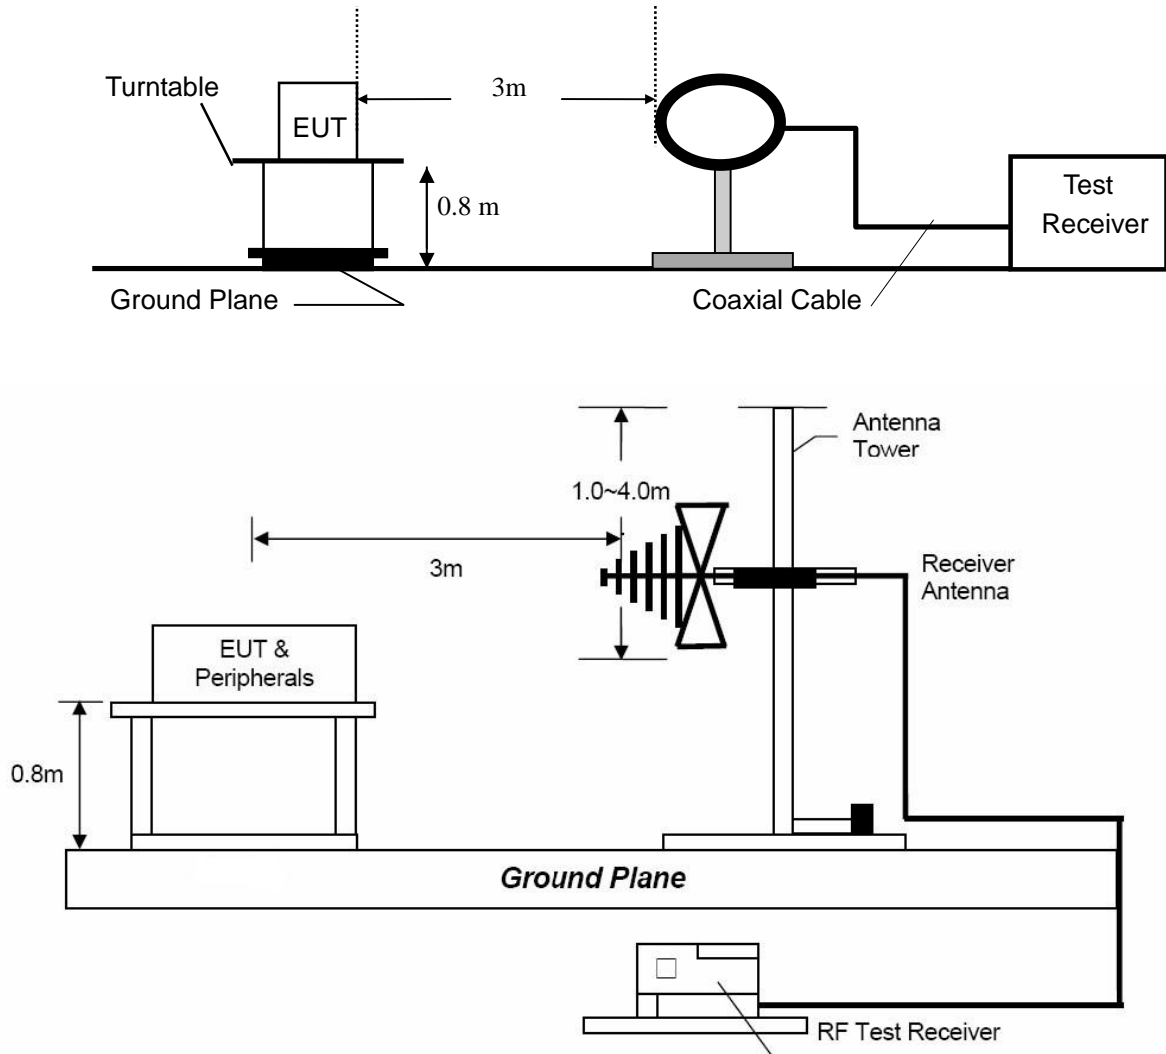 Turntable
EUT
3m
0.8 m
Test
Receiver
Ground Plane
Coaxial Cable
Antenna
Tower
1.0~4.0m
3m
Receiver
Antenna
EUT &
Peripherals
0.8m
Ground Plane
RF Test Receiver